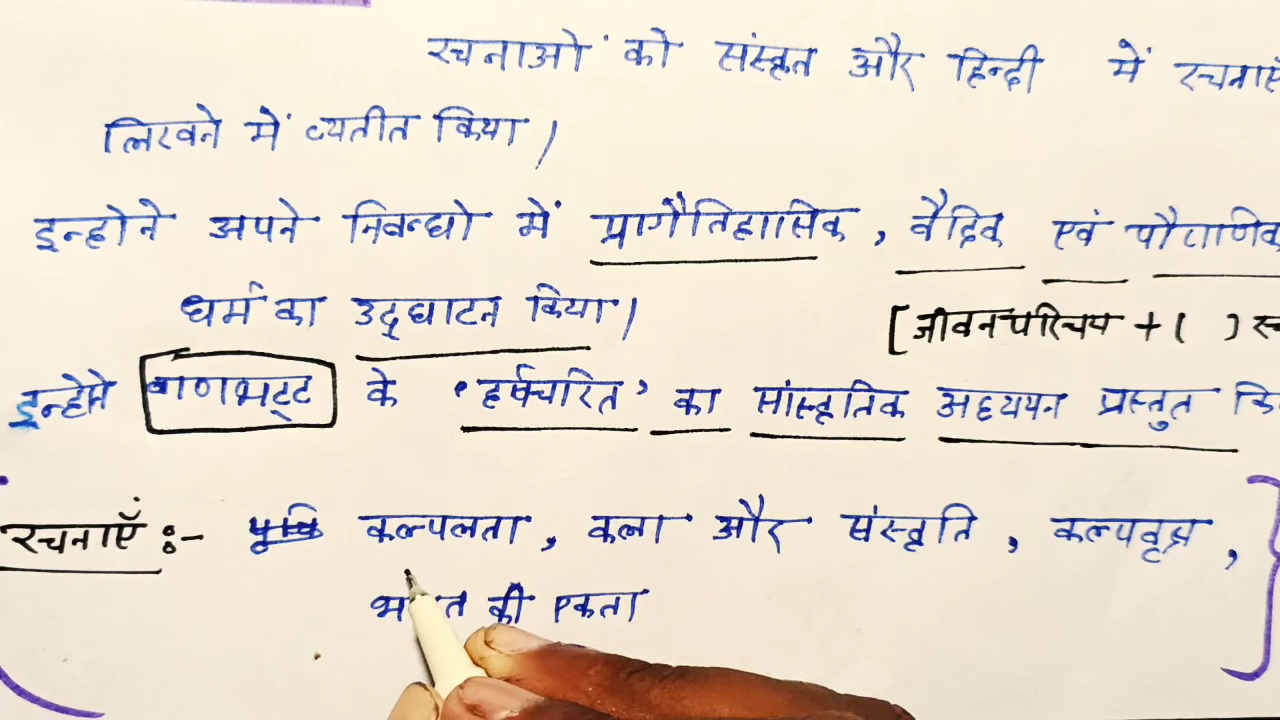 रचनाओं को संस्कृत और हिन्दी में रचनाएँ
लिखने में व्यतीत किया।
इन्होने अपने निबन्धो में प्रागैतिहासिक, वैदिक एवं पौराणिक
धर्म का उद्घाटन किया।
[जीवनपरिचय + ( )
इन्होने बाणभट्ट के 'हर्षचरित' का सांस्कृतिक अध्ययन प्रस्तुत
रचनाएँ :- कल्पलता, कला और संस्कृति, कल्पवृक्ष,
की एकता